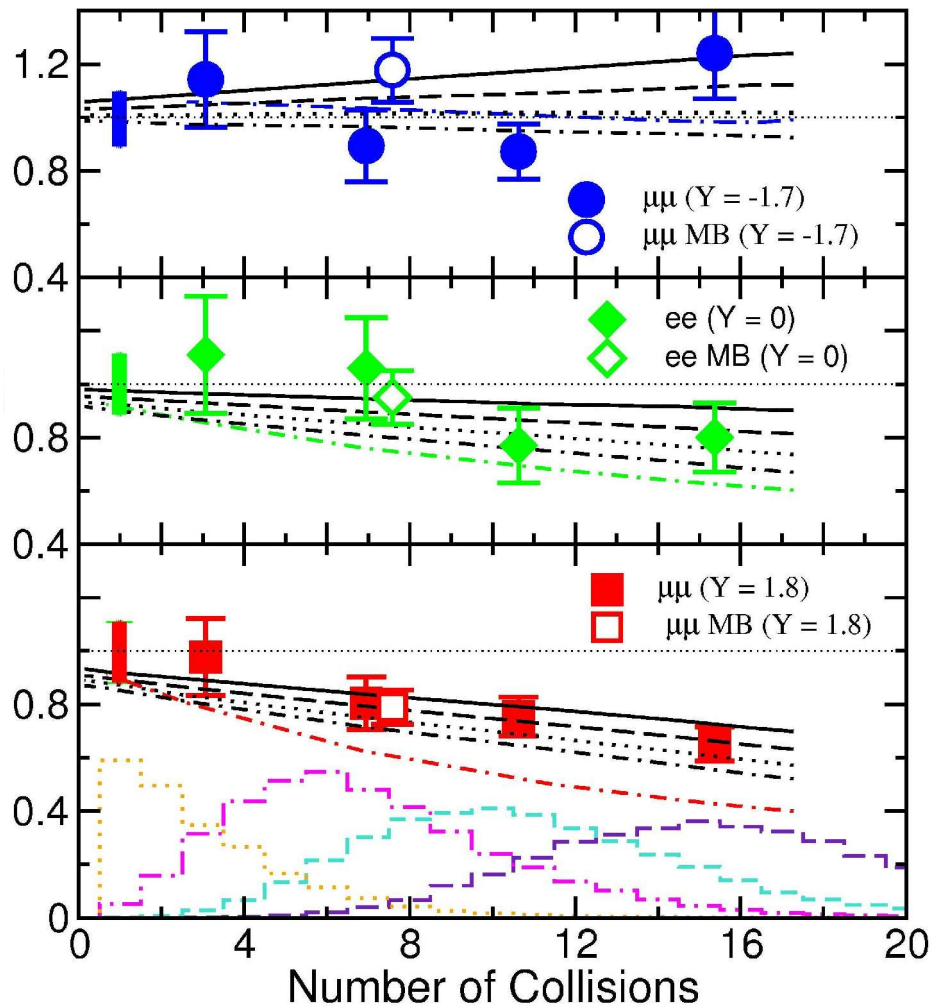 1.2
0.8
μμ (Y = -1.7)
μμ MB (Y = -1.7)
0.4
ee (Y = 0)
ee MB (Y = 0)
0.8
0.4
μμ (Y = 1.8)
μμ MB (Y = 1.8)
0.8
0.4
0
0 4 8 12 16 20
Number of Collisions